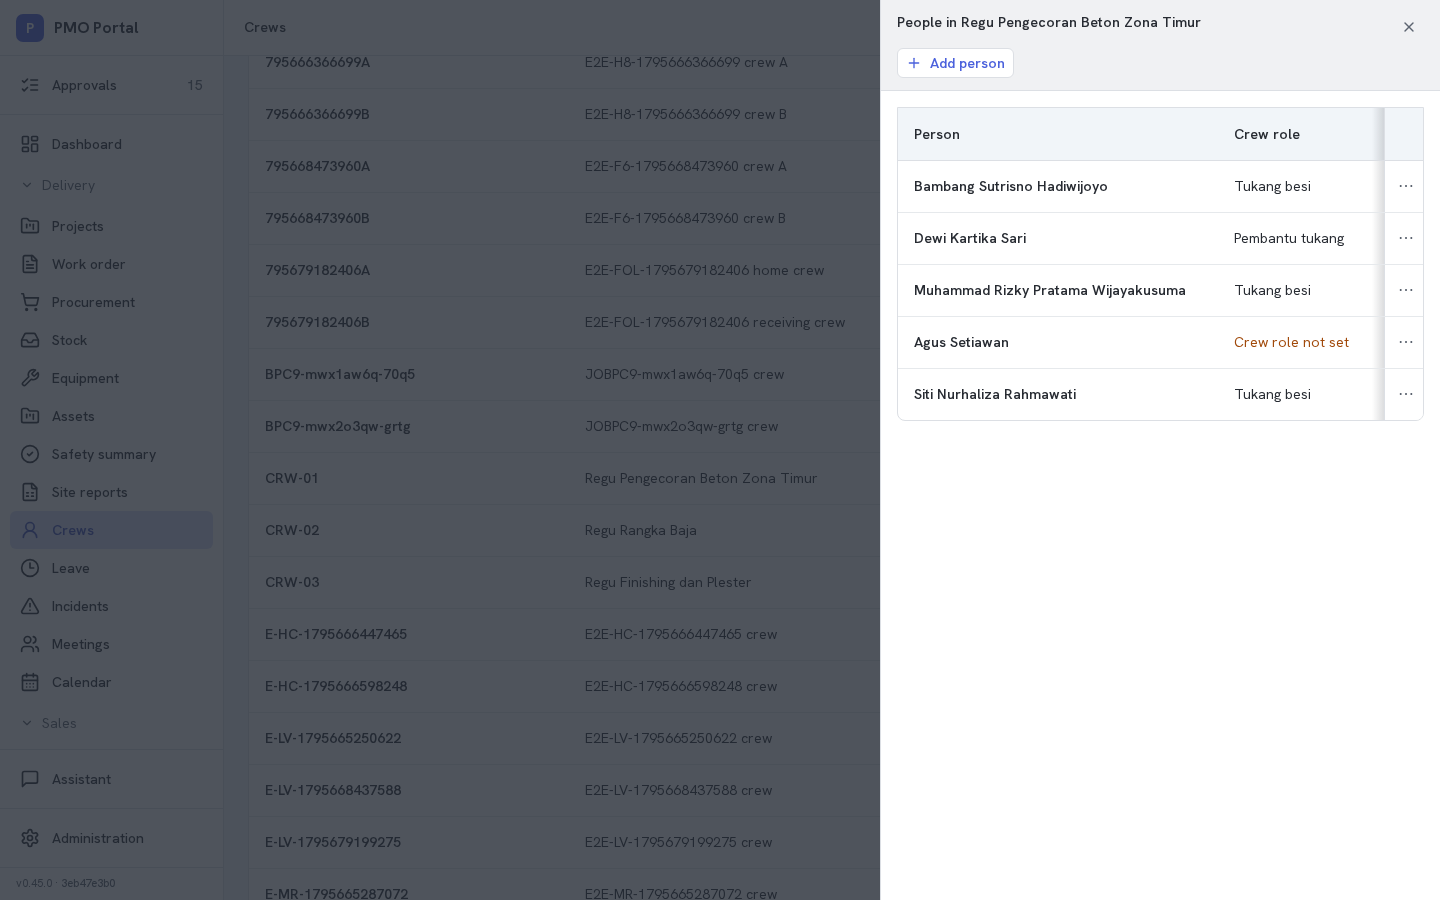 P PMO Portal
Approvals 15
Dashboard
Delivery
Projects
Work order
Procurement
Stock
Equipment
Assets
Safety summary
Site reports
Crews
Leave
Incidents
Meetings
Calendar
Sales
Assistant
Administration
v0.45.0 · 3eb47e3b0
Crews
795666366699A E2E-H8-1795666366699 crew A
795666366699B E2E-H8-1795666366699 crew B
795668473960A E2E-F6-1795668473960 crew A
795668473960B E2E-F6-1795668473960 crew B
795679182406A E2E-FOL-1795679182406 home crew
795679182406B E2E-FOL-1795679182406 receiving crew
BPC9-mwx1aw6q-70q5 JOBPC9-mwx1aw6q-70q5 crew
BPC9-mwx2o3qw-grtg JOBPC9-mwx2o3qw-grtg crew
CRW-01 Regu Pengecoran Beton Zona Timur
CRW-02 Regu Rangka Baja
CRW-03 Regu Finishing dan Plester
E-HC-1795666447465 E2E-HC-1795666447465 crew
E-HC-1795666598248 E2E-HC-1795666598248 crew
E-LV-1795665250622 E2E-LV-1795665250622 crew
E-LV-1795668437588 E2E-LV-1795668437588 crew
E-LV-1795679199275 E2E-LV-1795679199275 crew
E-MR-1795665287072 E2E-MR-1795665287072 crew
People in Regu Pengecoran Beton Zona Timur
Add person
Person Crew role
Bambang Sutrisno Hadiwijoyo Tukang besi
Dewi Kartika Sari Pembantu tukang
Muhammad Rizky Pratama Wijayakusuma Tukang besi
Agus Setiawan Crew role not set
Siti Nurhaliza Rahmawati Tukang besi